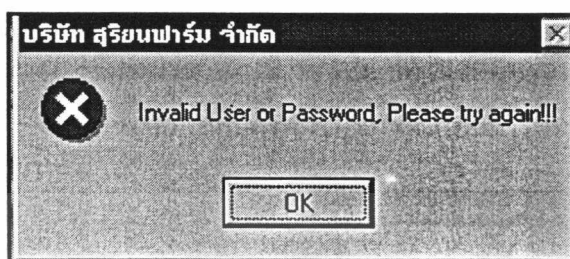 บริษัท สุริยนฟาร์ม จำกัด
Invalid User or Password, Please try again!!!
OK